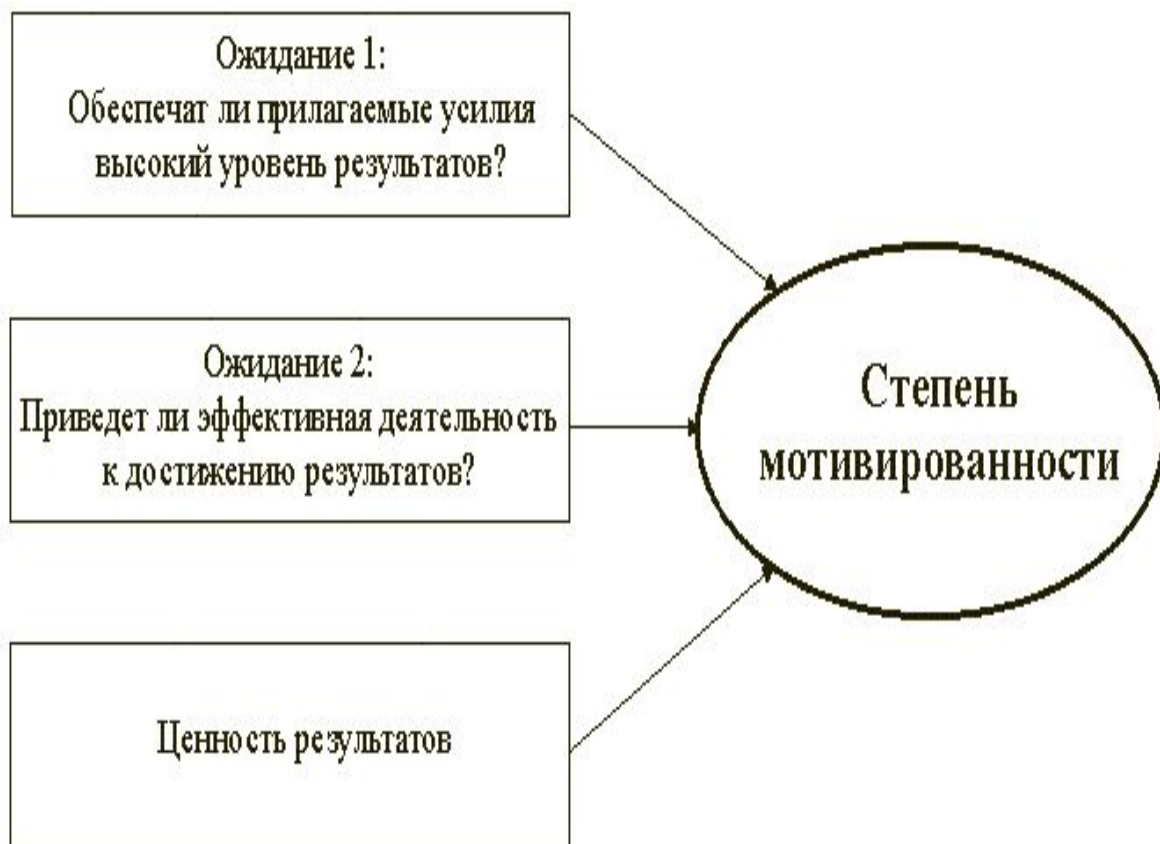 Ожидание 1:
Обеспечат ли прилагаемые усилия
высокий уровень результатов?
Ожидание 2:
Приведет ли эффективная деятельность
к достижению результатов?
Ценность результатов
Степень
мотивированности